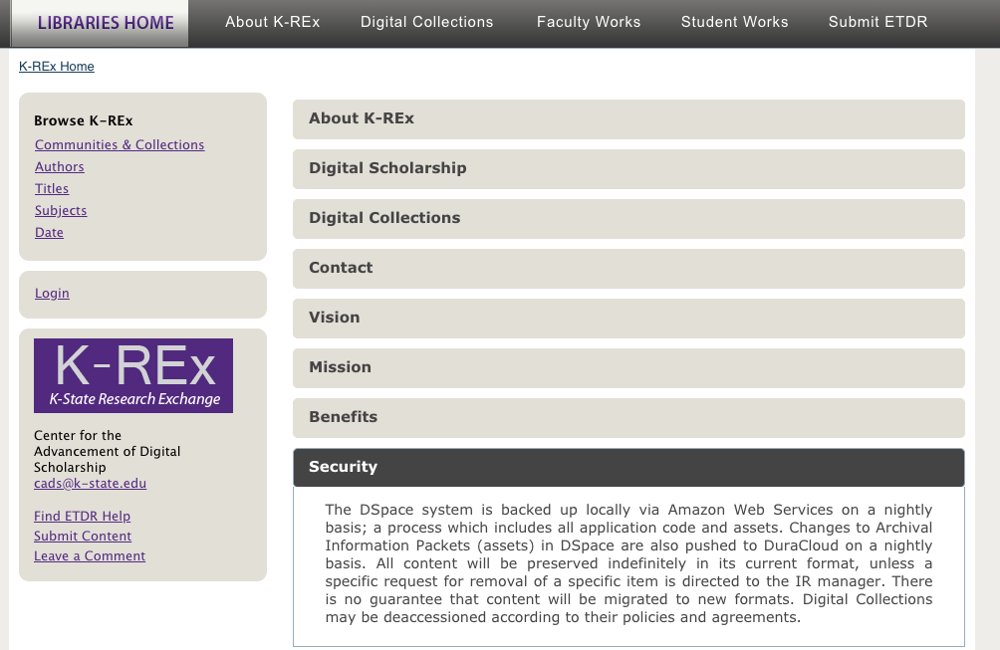 LIBRARIES HOME About K-REx Digital Collections Faculty Works Student Works Submit ETDR
K-REx Home
Browse K-REx
Communities & Collections
Authors
Titles
Subjects
Date
Login
K-REx
K-State Research Exchange
Center for the
Advancement of Digital
Scholarship
cads@k-state.edu
Find ETDR Help
Submit Content
Leave a Comment
About K-REx
Digital Scholarship
Digital Collections
Contact
Vision
Mission
Benefits
Security
The DSpace system is backed up locally via Amazon Web Services on a nightly
basis; a process which includes all application code and assets. Changes to Archival
Information Packets (assets) in DSpace are also pushed to DuraCloud on a nightly
basis. All content will be preserved indefinitely in its current format, unless a
specific request for removal of a specific item is directed to the IR manager. There
is no guarantee that content will be migrated to new formats. Digital Collections
may be deaccessioned according to their policies and agreements.